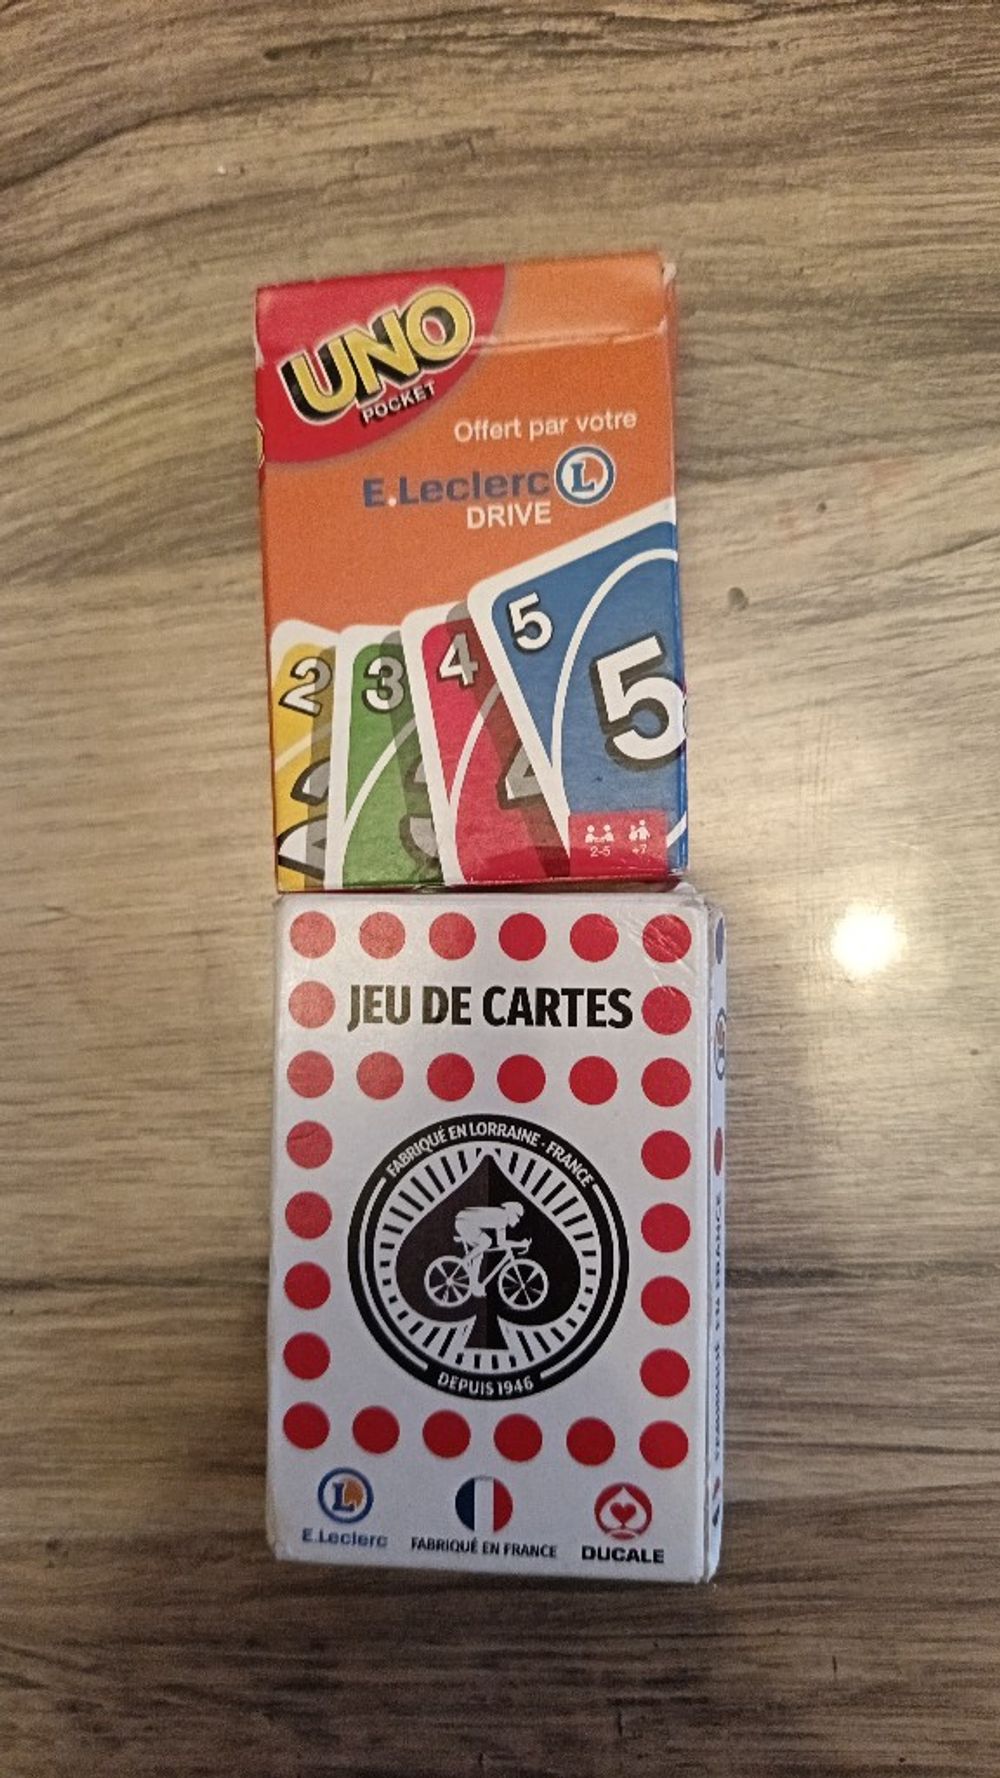 UNO
POCKET
Offert par votre
E.Leclerc L
DRIVE
2
3
4
5
5
2-5 +7
JEU DE CARTES
FABRIQUÉ EN LORRAINE - FRANCE
DEPUIS 1946
L
E.Leclerc FABRIQUÉ EN FRANCE DUCALE